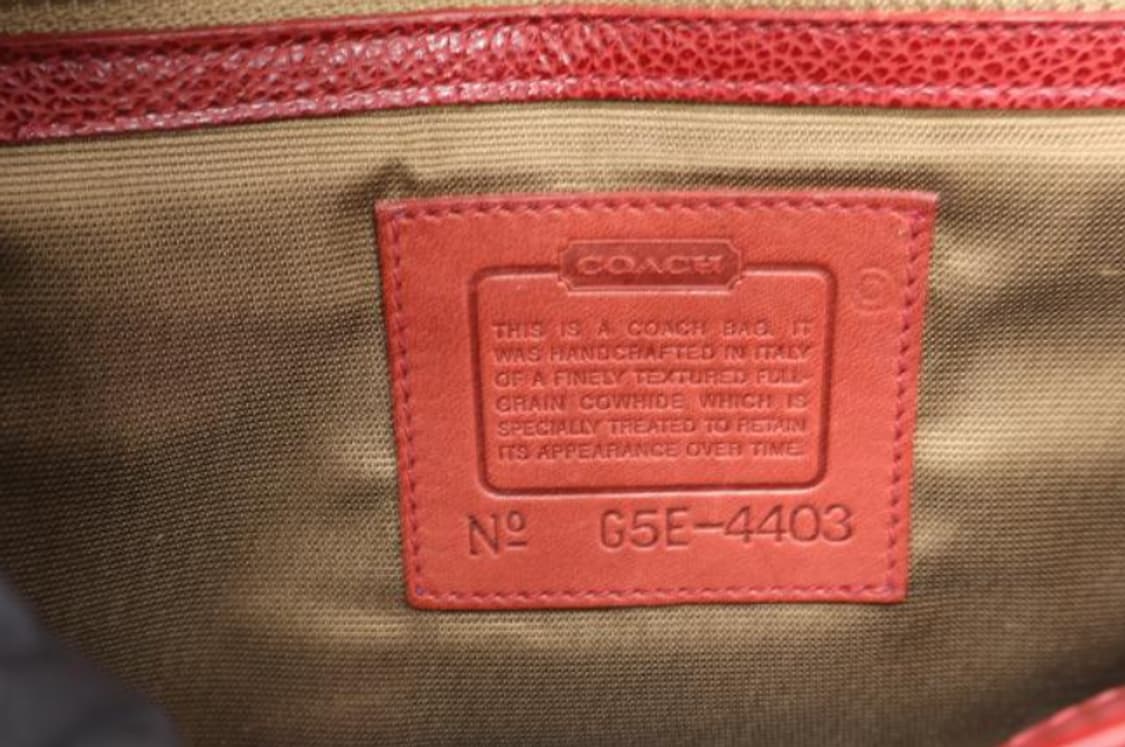 COACH
©
THIS IS A COACH BAG. IT
WAS HANDCRAFTED IN ITALY
OF A FINELY TEXTURED FULL-
GRAIN COWHIDE WHICH IS
SPECIALLY TREATED TO RETAIN
ITS APPEARANCE OVER TIME.
Nº G5E-4403